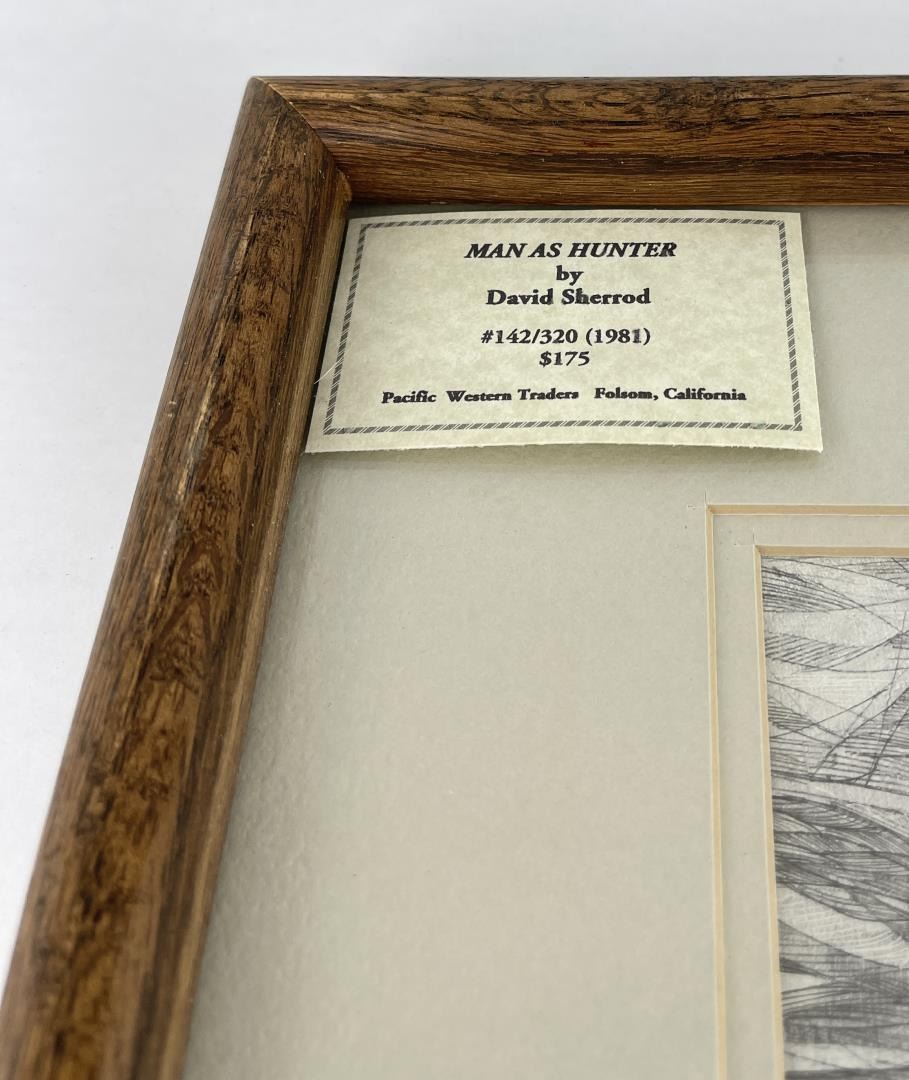 MAN AS HUNTER
by
David Sherrod
#142/320 (1981)
$175
Pacific Western Traders Folsom, California